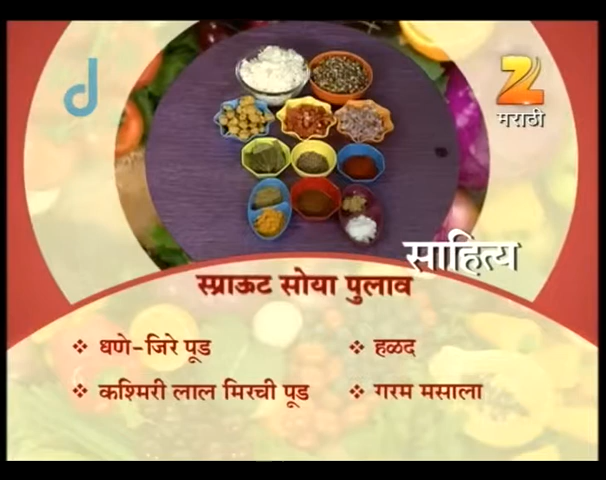 मराठी
साहित्य
स्प्राऊट सोया पुलाव
❖ धणे-जिरे पूड
❖ हळद
❖ कश्मिरी लाल मिरची पूड
❖ गरम मसाला